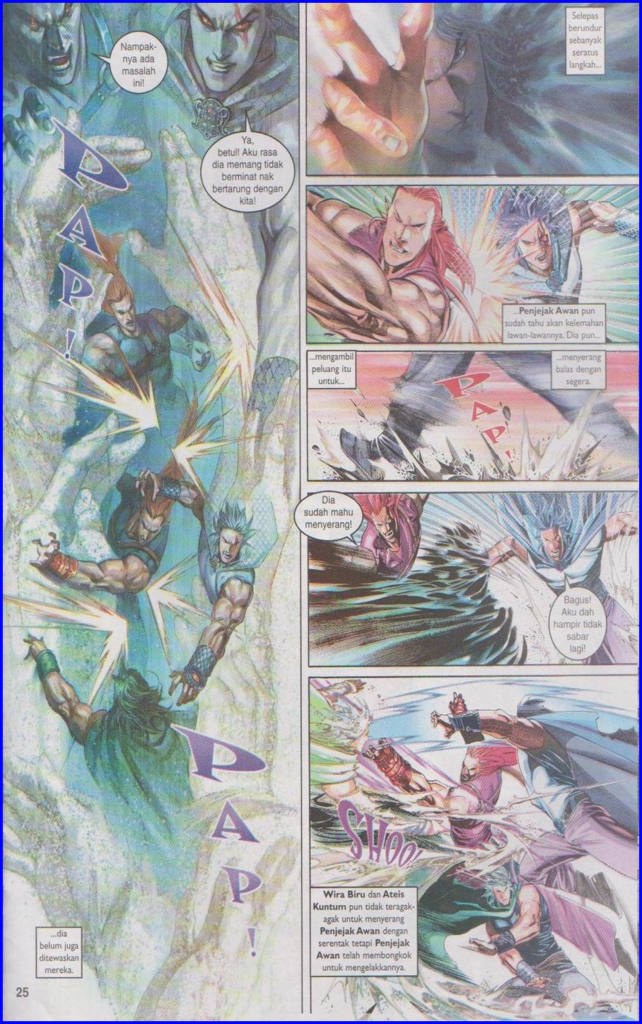 Nampak-
nya ada
masalah
ini!
Ya,
betul! Aku rasa
dia memang tidak
berminat nak
bertarung dengan
kita!
PAP!
PAP!
...dia
belum juga
ditewaskan
mereka.
25
Selepas
berundur
sebanyak
seratus
langkah...
...Penjejak Awan pun
sudah tahu akan kelemahan
lawan-lawannya. Dia pun...
...mengambil
peluang itu
untuk...
...menyerang
balas dengan
segera.
PAP!
Dia
sudah mahu
menyerang!
Bagus!
Aku dah
hampir tidak
sabar
lagi!
SHOO!
Wira Biru dan Ateis
Kuntum pun tidak teragak-
agak untuk menyerang
Penjejak Awan dengan
serentak tetapi Penjejak
Awan telah membongkok
untuk mengelakkannya.